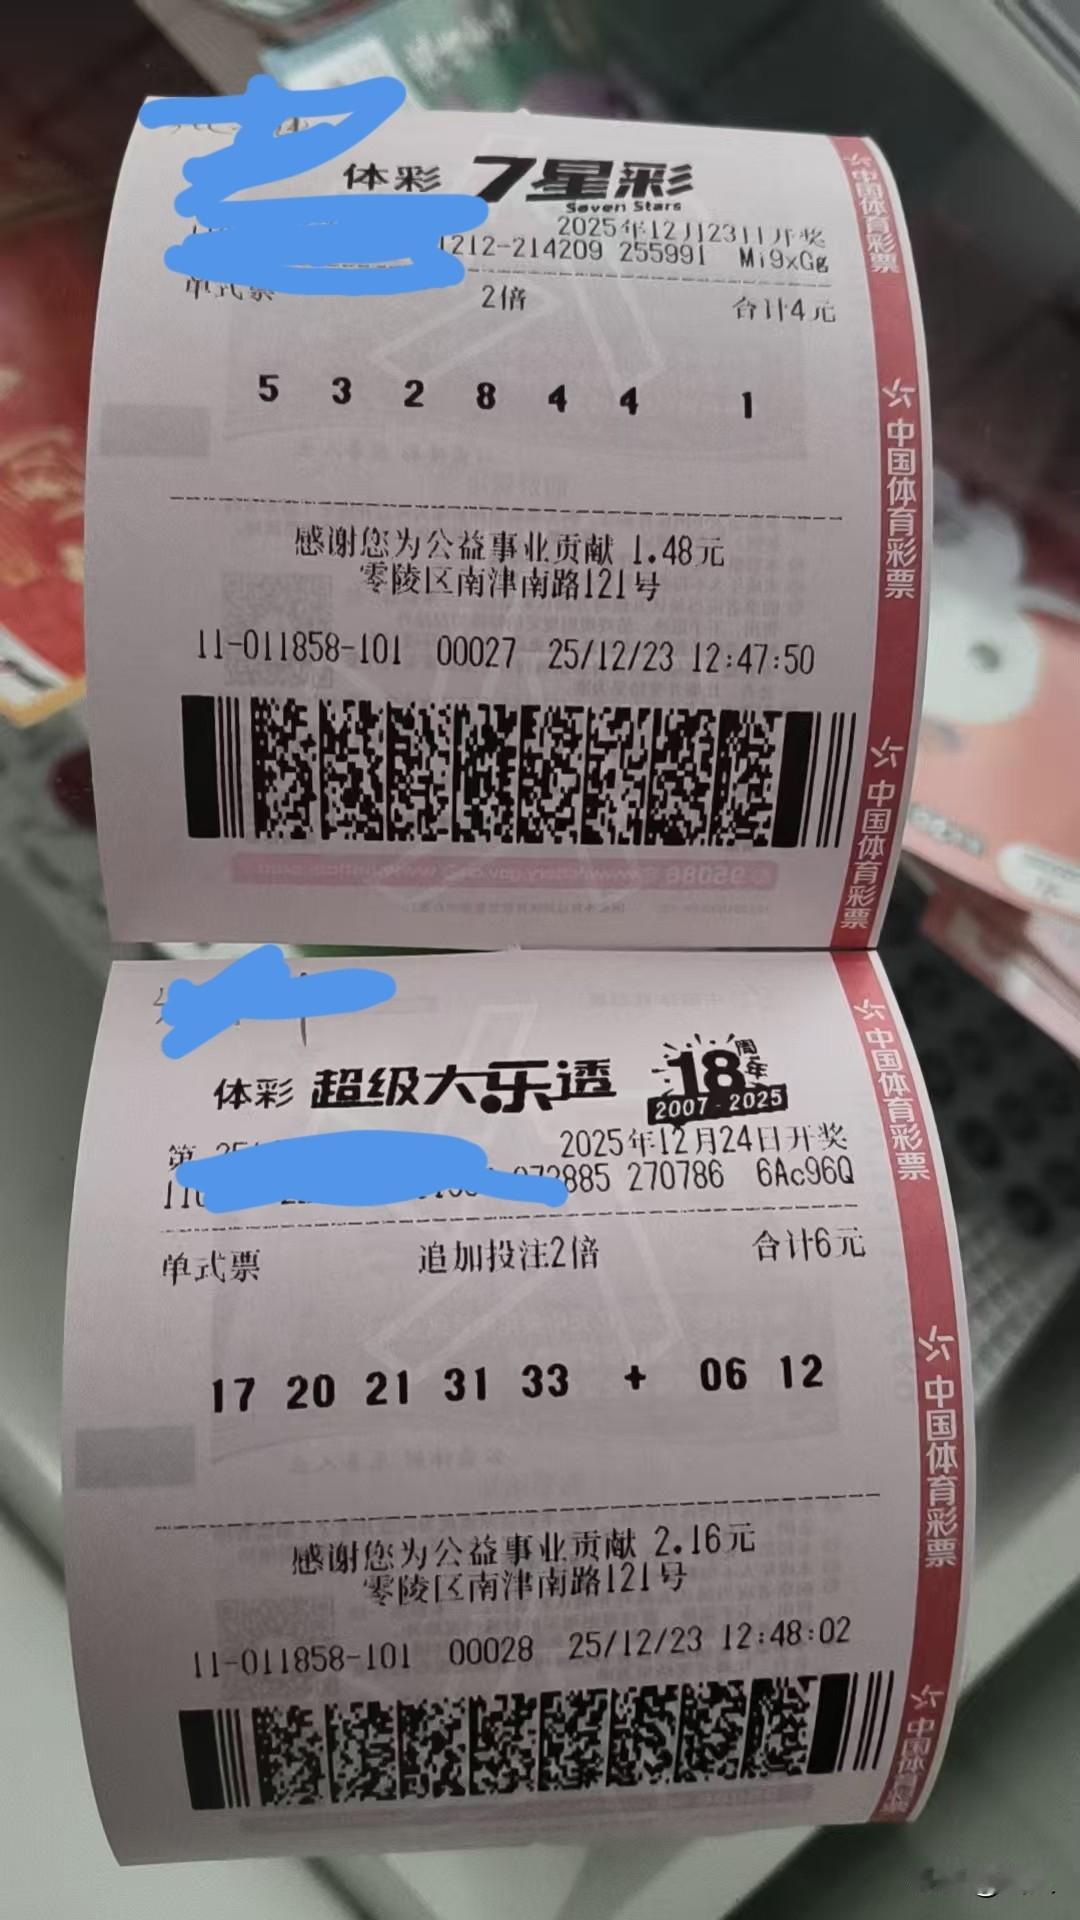 体彩 7星彩
Seven Stars
2025年12月23日开奖
1212-214209 255991 Mi9xGg
单式票 2倍 合计4元
5 3 2 8 4 4 1
感谢您为公益事业贡献 1.48元
零陵区南津南路121号
11-011858-101 00027 25/12/23 12:47:50
中国体育彩票
中国体育彩票
中国体育彩票
体彩 超级大乐透 18周年
2007-2025
第
2025年12月24日开奖
885 270786 6Ac96Q
单式票 追加投注2倍 合计6元
17 20 21 31 33 + 06 12
感谢您为公益事业贡献 2.16元
零陵区南津南路121号
11-011858-101 00028 25/12/23 12:48:02
中国体育彩票
中国体育彩票
中国体育彩票